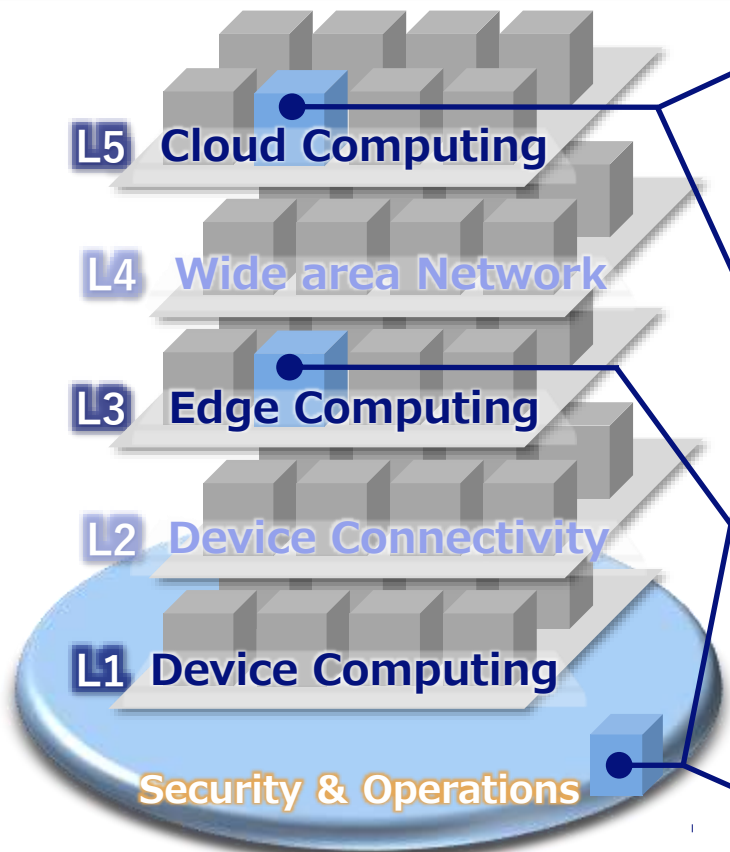 L5 Cloud Computing
L4 Wide area Network
L3 Edge Computing
L2 Device Connectivity
L1 Device Computing
Security & Operations